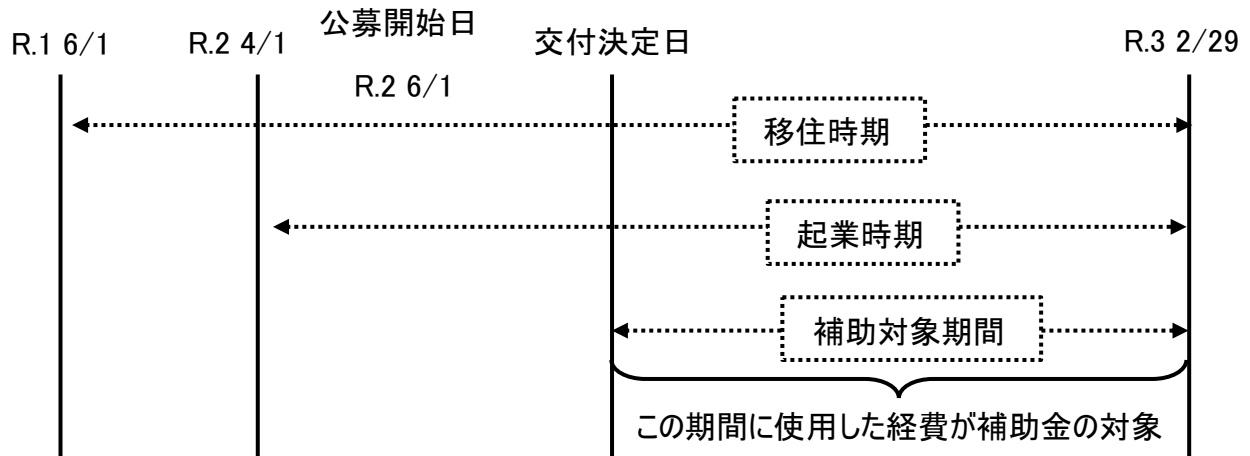 公募開始日
R.1 6/1
R.2 4/1
交付決定日
R.3 2/29
R.2 6/1
移住時期
起業時期
補助対象期間
この期間に使用した経費が補助金の対象